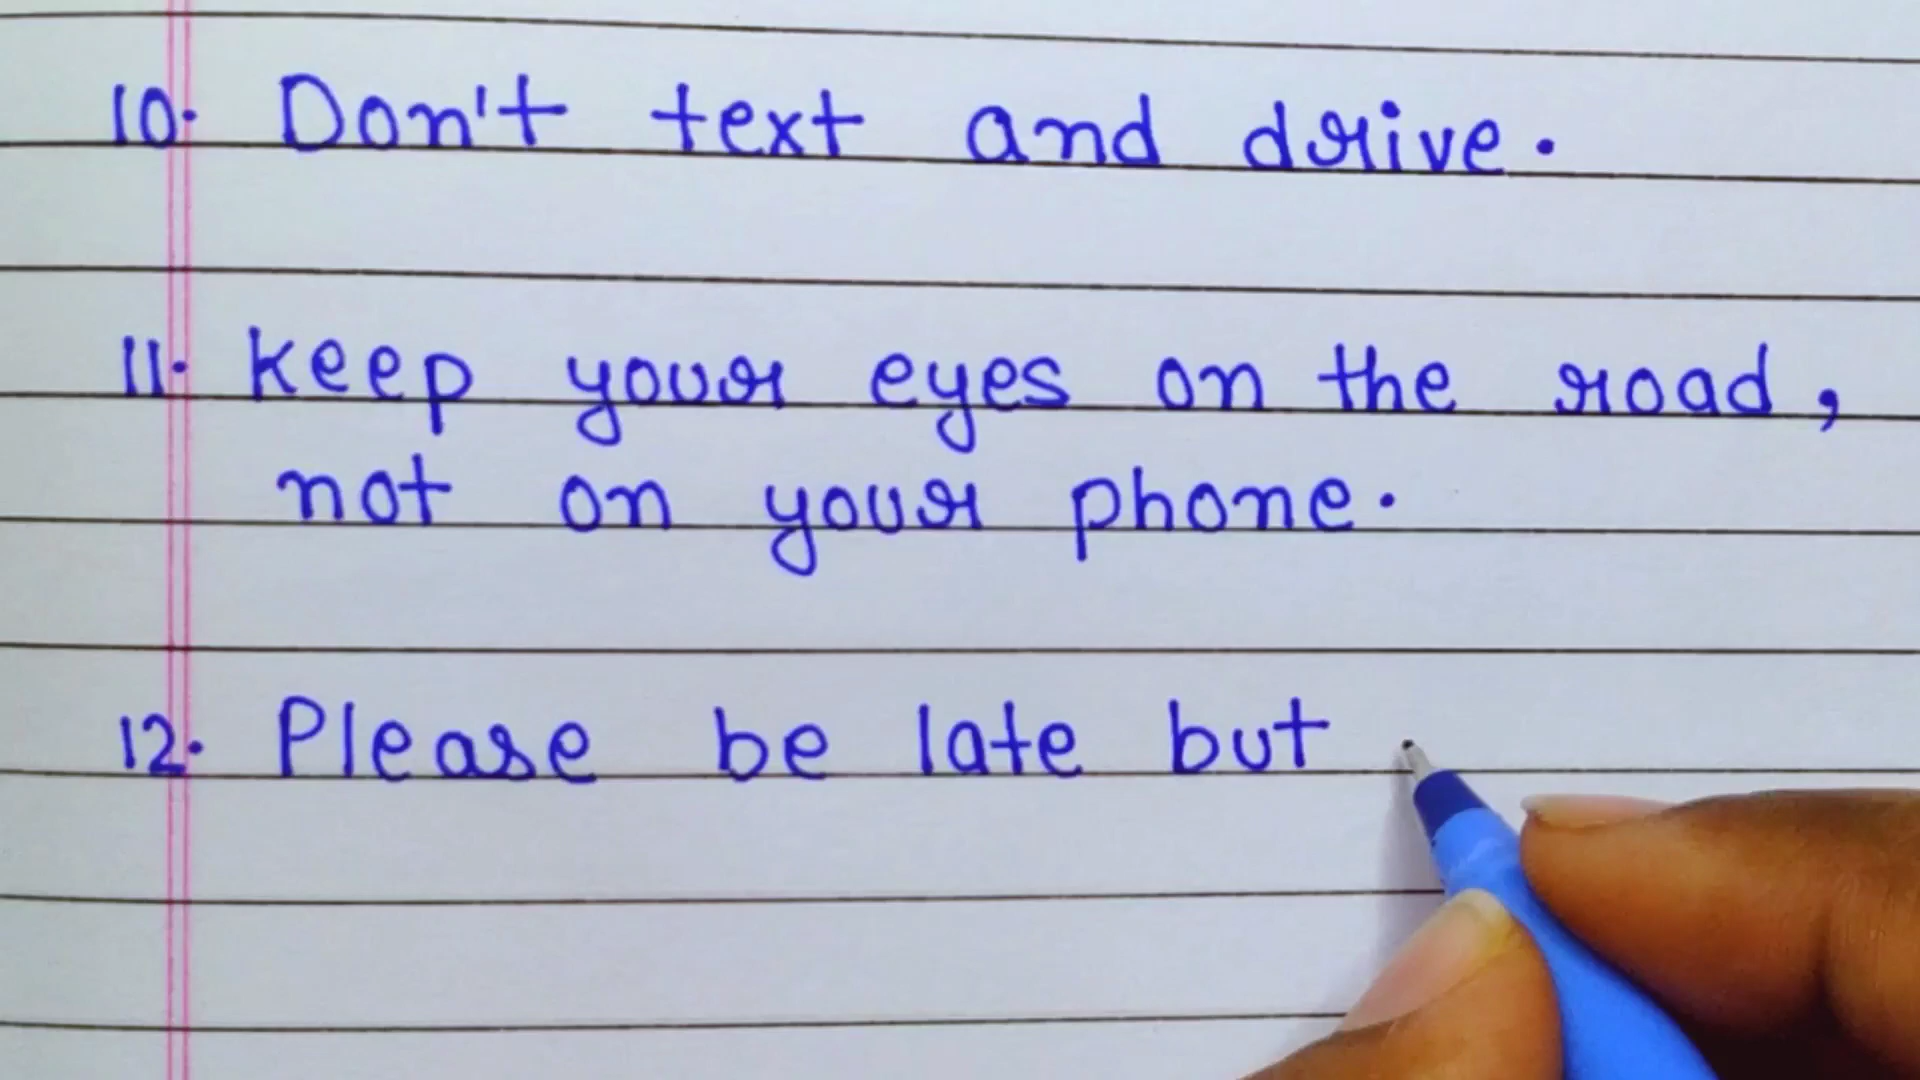 10. Don't text and drive.
11. Keep your eyes on the road,
not on your phone.
12. Please be late but